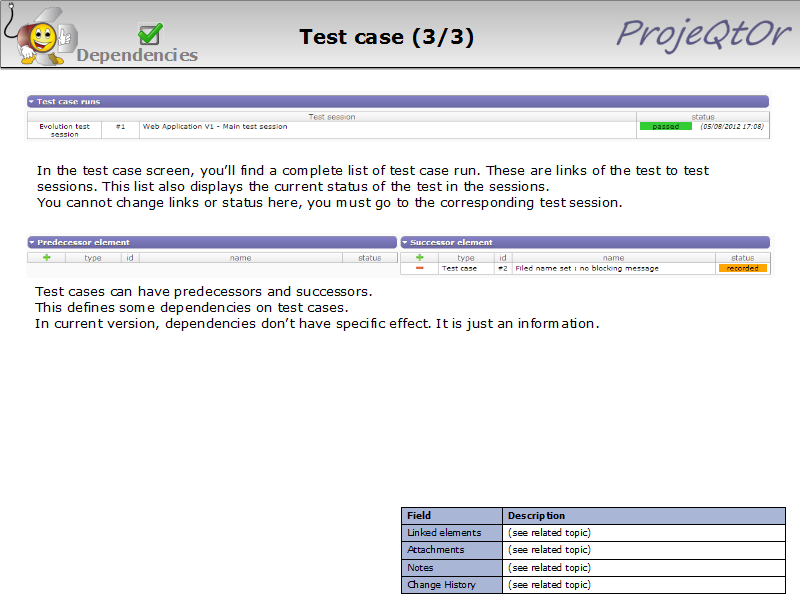 Dependencies
Test case (3/3)
ProjeQtOr
Test case runs
Test session status
Evolution test session #1 Web Application V1 - Main test session passed (05/08/2012 17:08)
In the test case screen, you’ll find a complete list of test case run. These are links of the test to test
sessions. This list also displays the current status of the test in the sessions.
You cannot change links or status here, you must go to the corresponding test session.
Predecessor element
type id name status
Successor element
type id name status
Test case #2 Filed name set : no blocking message recorded
Test cases can have predecessors and successors.
This defines some dependencies on test cases.
In current version, dependencies don’t have specific effect. It is just an information.
Field Description
Linked elements (see related topic)
Attachments (see related topic)
Notes (see related topic)
Change History (see related topic)